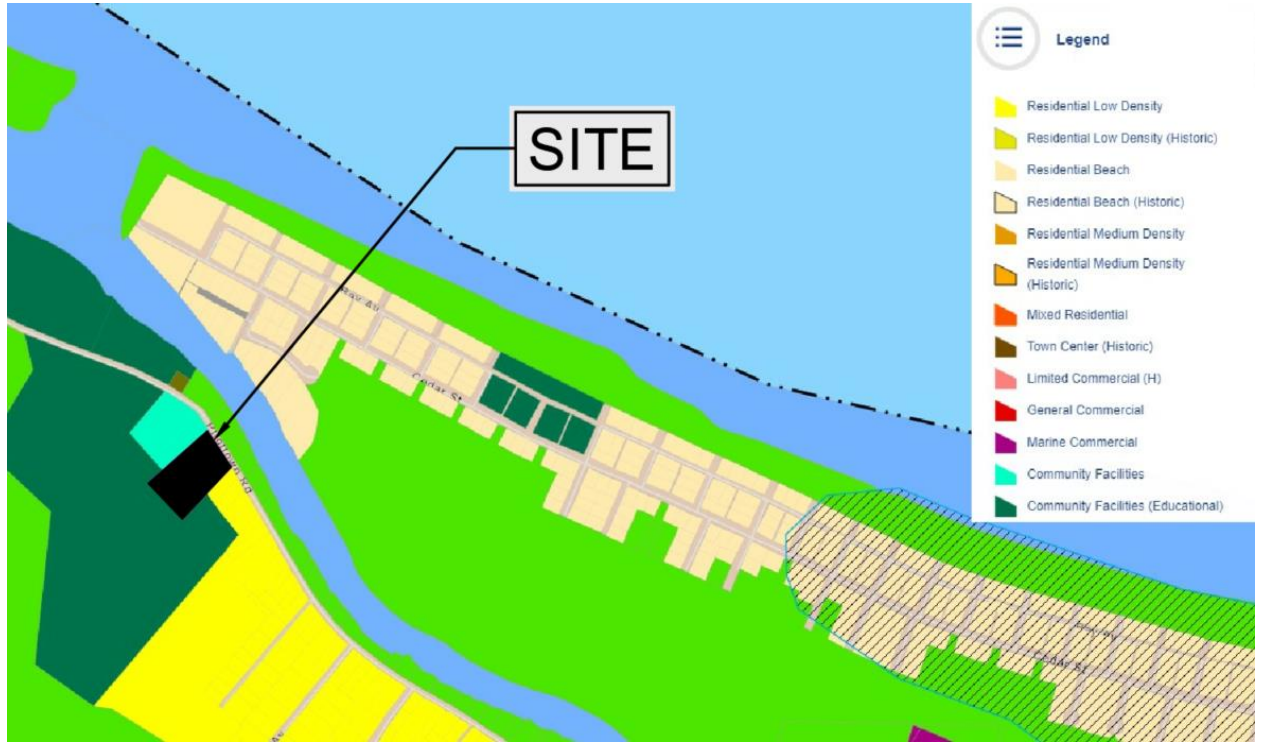 Legend
SITE
Residential Low Density
Residential Low Density (Historic)
Residential Beach
Residential Beach (Historic)
Residential Medium Density
Residential Medium Density
(Historic)
Mixed Residential
Town Center (Historic)
Limited Commercial (H)
General Commercial
Marine Commercial
Community Facilities
Community Facilities (Educational)
Bay Av
Cedar St
Cedar St